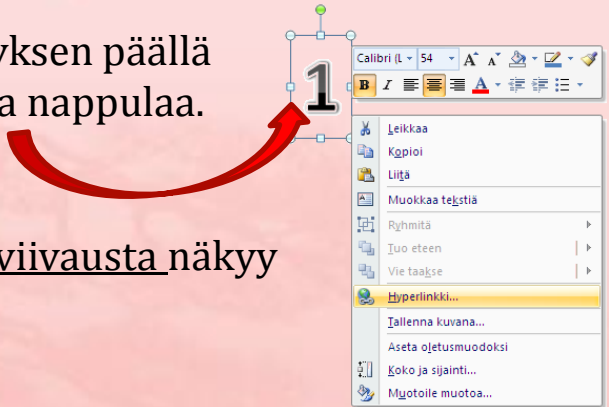 yksen päällä
a nappulaa.
viivausta näkyy
1
Calibri (L 54 A A
B I A
Leikkaa
Kopioi
Liitä
Muokkaa tekstiä
Ryhmitä
Tuo eteen
Vie taakse
Hyperlinkki...
Tallenna kuvana...
Aseta oletusmuodoksi
Koko ja sijainti...
Muotoile muotoa...